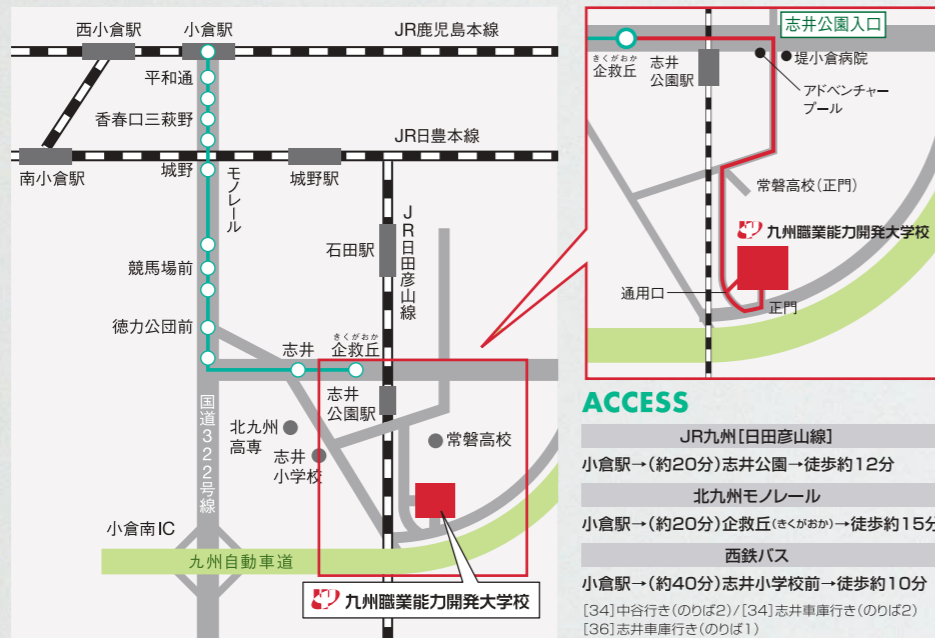 西小倉駅
小倉駅
JR鹿児島本線
平和通
香春口三萩野
JR日豊本線
南小倉駅
城野
モノレール
城野駅
JR日田彦山線
石田駅
競馬場前
徳力公団前
志井
きくがおか
企救丘
志井
公園駅
国道322号線
北九州
高専
志井
小学校
常磐高校
小倉南IC
九州自動車道
九州職業能力開発大学校
志井公園入口
きくがおか
企救丘
志井
公園駅
堤小倉病院
アドベンチャー
プール
常磐高校(正門)
九州職業能力開発大学校
通用口
正門
ACCESS
JR九州[日田彦山線]
小倉駅→(約20分)志井公園→徒歩約12分
北九州モノレール
小倉駅→(約20分)企救丘(きくがおか)→徒歩約15分
西鉄バス
小倉駅→(約40分)志井小学校前→徒歩約10分
[34]中谷行き(のりば2)/[34]志井車庫行き(のりば2)
[36]志井車庫行き(のりば1)